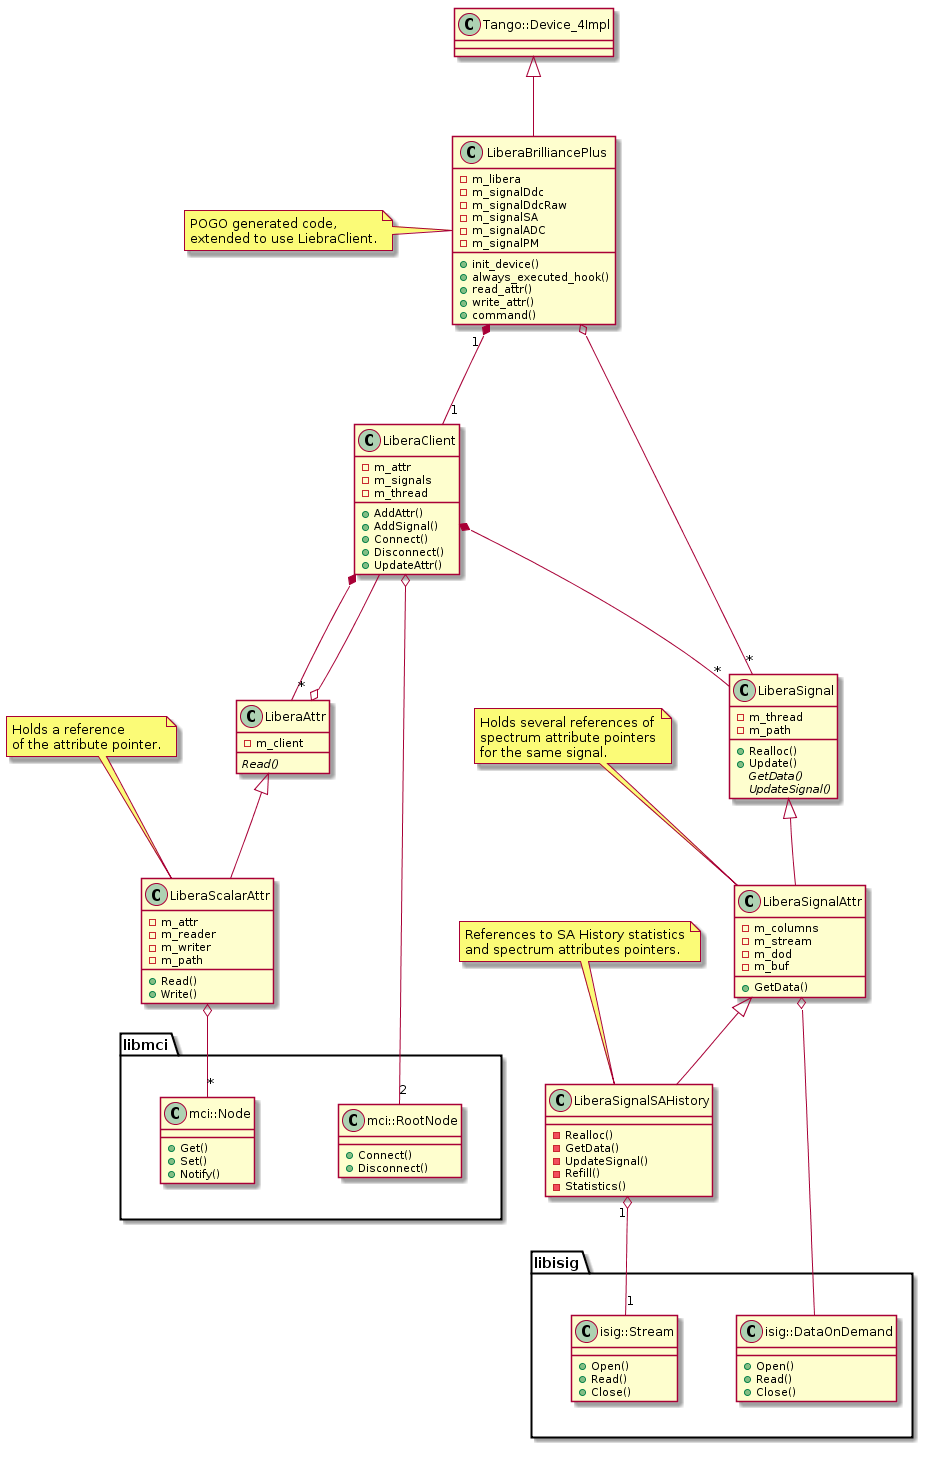 C Tango::Device_4Impl
C LiberaBrilliancePlus
m_libera
m_signalDdc
m_signalDdcRaw
m_signalSA
m_signalADC
m_signalPM
init_device()
always_executed_hook()
read_attr()
write_attr()
command()
POGO generated code,
extended to use LiebraClient.
1
1
C LiberaClient
m_attr
m_signals
m_thread
AddAttr()
AddSignal()
Connect()
Disconnect()
UpdateAttr()
*
*
*
C LiberaSignal
m_thread
m_path
Realloc()
Update()
GetData()
UpdateSignal()
C LiberaAttr
m_client
Read()
Holds a reference
of the attribute pointer.
Holds several references of
spectrum attribute pointers
for the same signal.
C LiberaScalarAttr
m_attr
m_reader
m_writer
m_path
Read()
Write()
C LiberaSignalAttr
m_columns
m_stream
m_dod
m_buf
GetData()
References to SA History statistics
and spectrum attributes pointers.
libmci
*
2
C mci::Node
Get()
Set()
Notify()
C mci::RootNode
Connect()
Disconnect()
C LiberaSignalSAHistory
Realloc()
GetData()
UpdateSignal()
Refill()
Statistics()
1
libisig
1
C isig::Stream
Open()
Read()
Close()
C isig::DataOnDemand
Open()
Read()
Close()